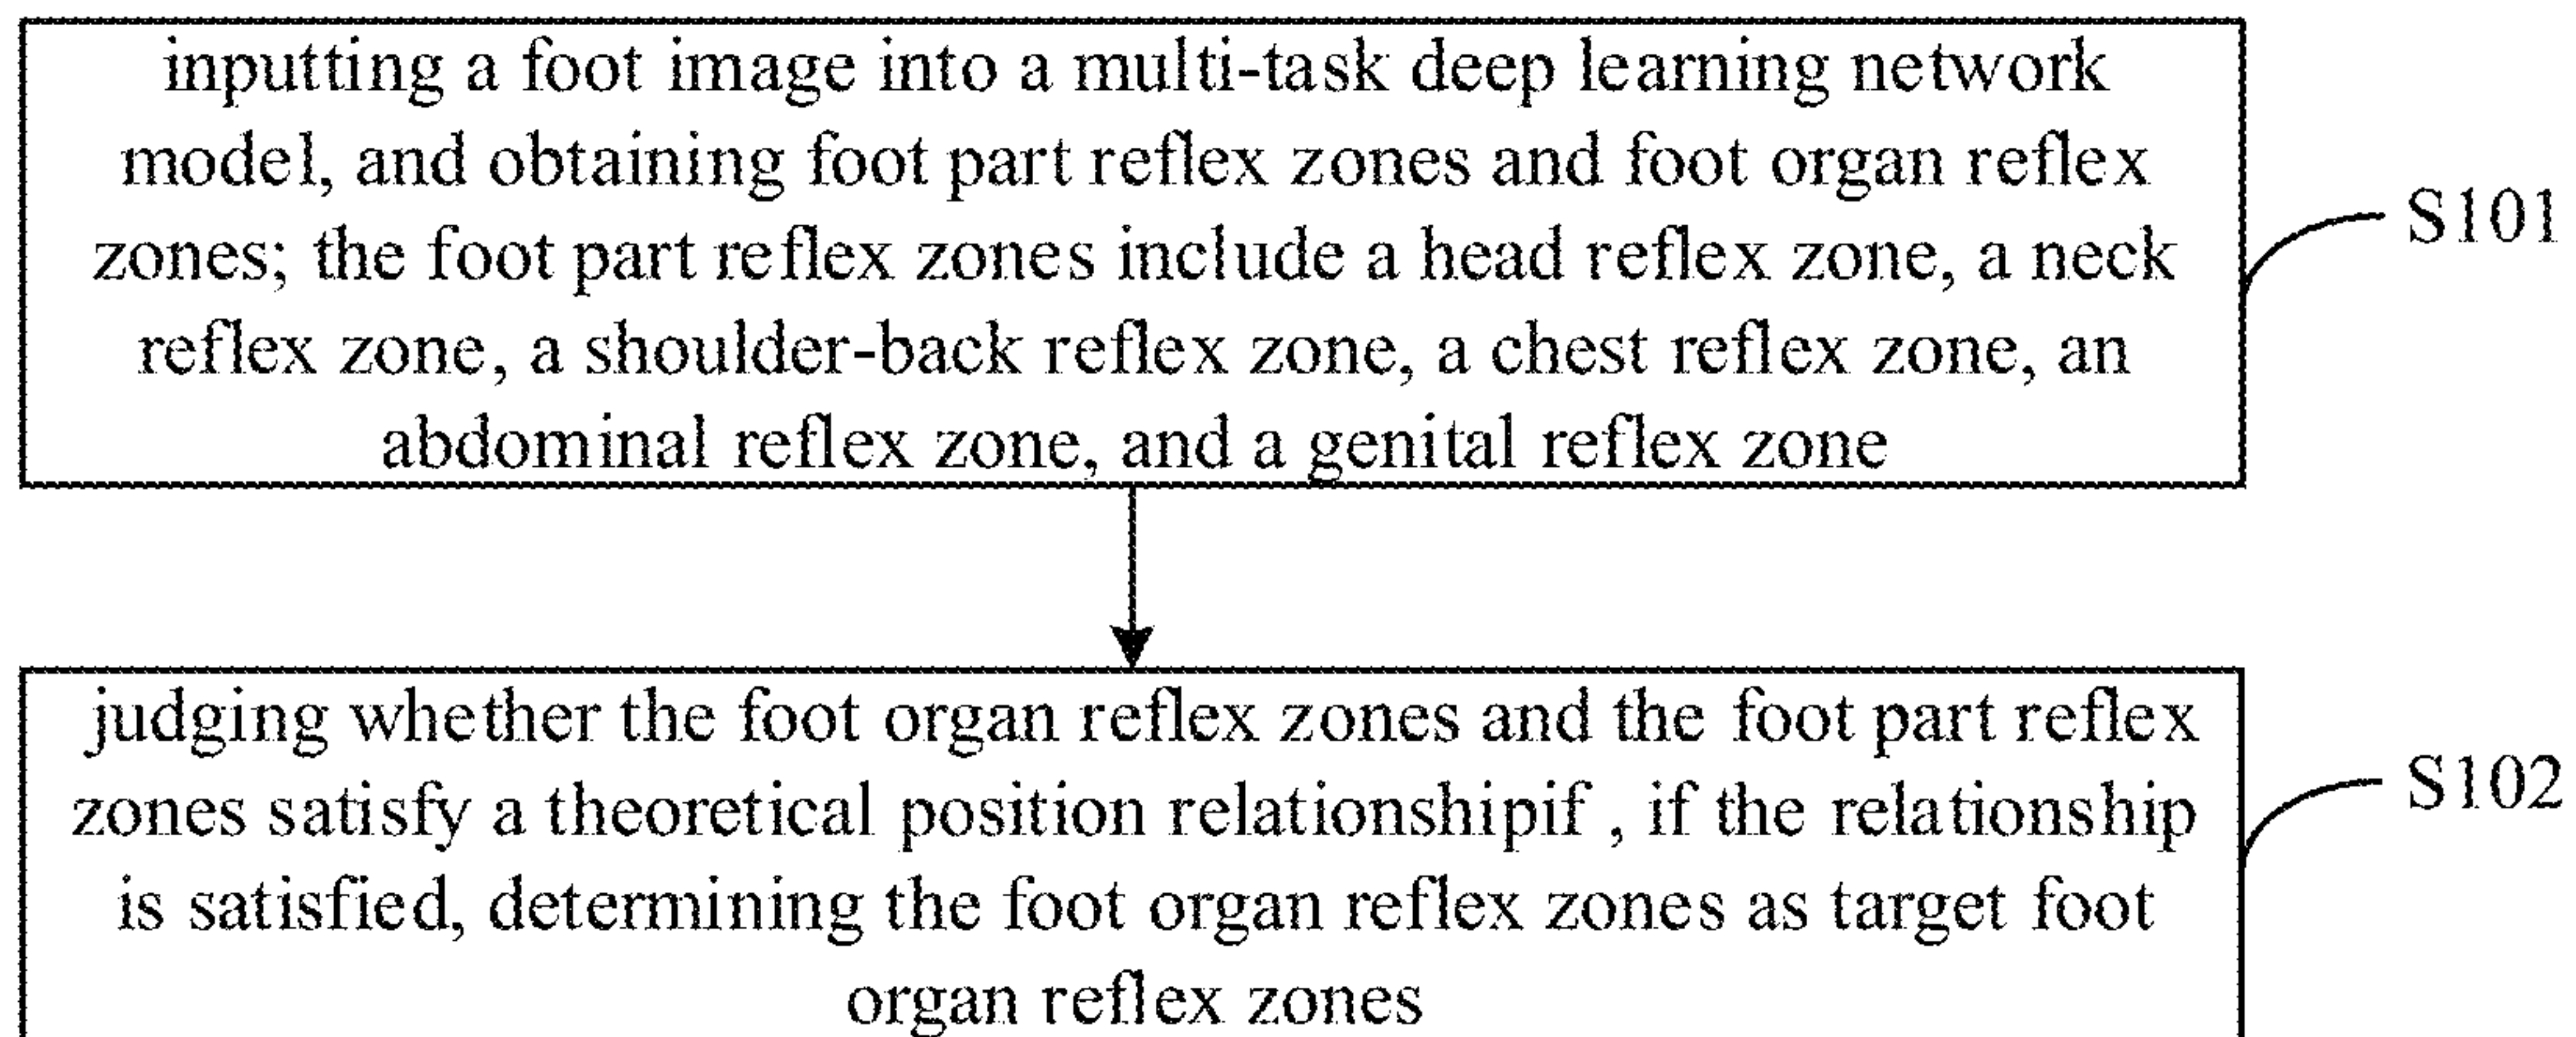 inputting a foot image into a multi-task deep learning network
model, and obtaining foot part reflex zones and foot organ reflex
zones; the foot part reflex zones include a head reflex zone, a neck
reflex zone, a shoulder-back reflex zone, a chest reflex zone, an
abdominal reflex zone, and a genital reflex zone
S101
judging whether the foot organ reflex zones and the foot part reflex
zones satisfy a theoretical position relationshipif , if the relationship
is satisfied, determining the foot organ reflex zones as target foot
organ reflex zones
S102